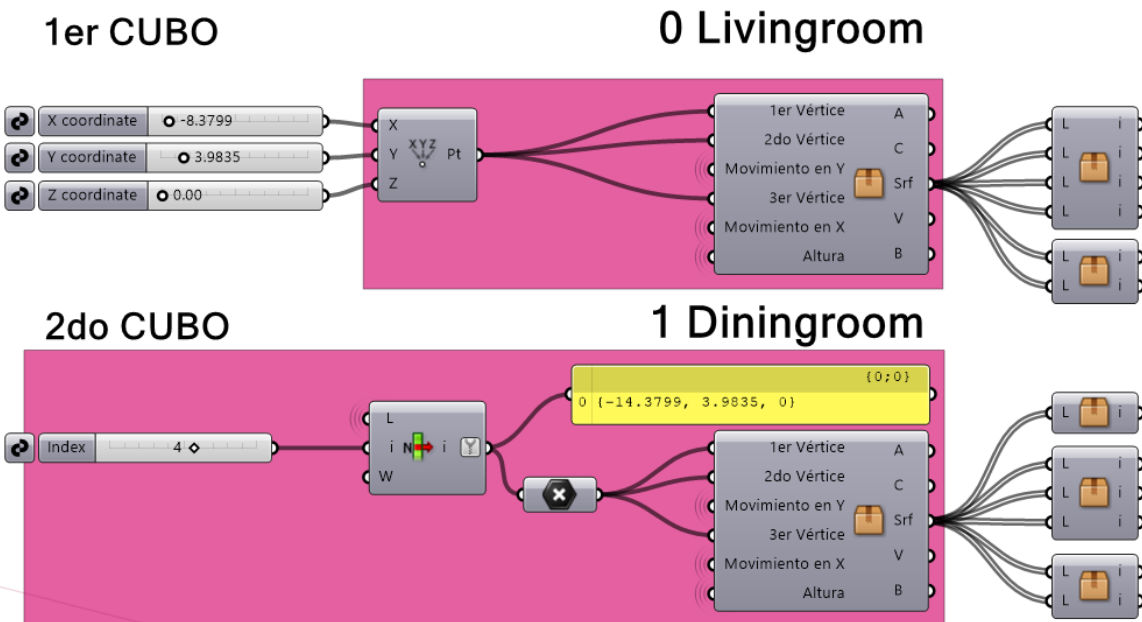 1er CUBO
0 Livingroom
X coordinate -8.3799
Y coordinate 3.9835
Z coordinate 0.00
X
Y
Z
XYZ
Pt
1er Vértice A
2do Vértice C
Movimiento en Y
Srf
3er Vértice
Movimiento en X V
Altura B
L i
L i
L i
L i
L i
L i
2do CUBO
1 Diningroom
{0;0}
0 {-14.3799, 3.9835, 0}
Index 4
L
i N i
W
1er Vértice A
2do Vértice C
Movimiento en Y
Srf
3er Vértice
Movimiento en X V
Altura B
L i
L i
L i
L i
L i
L i